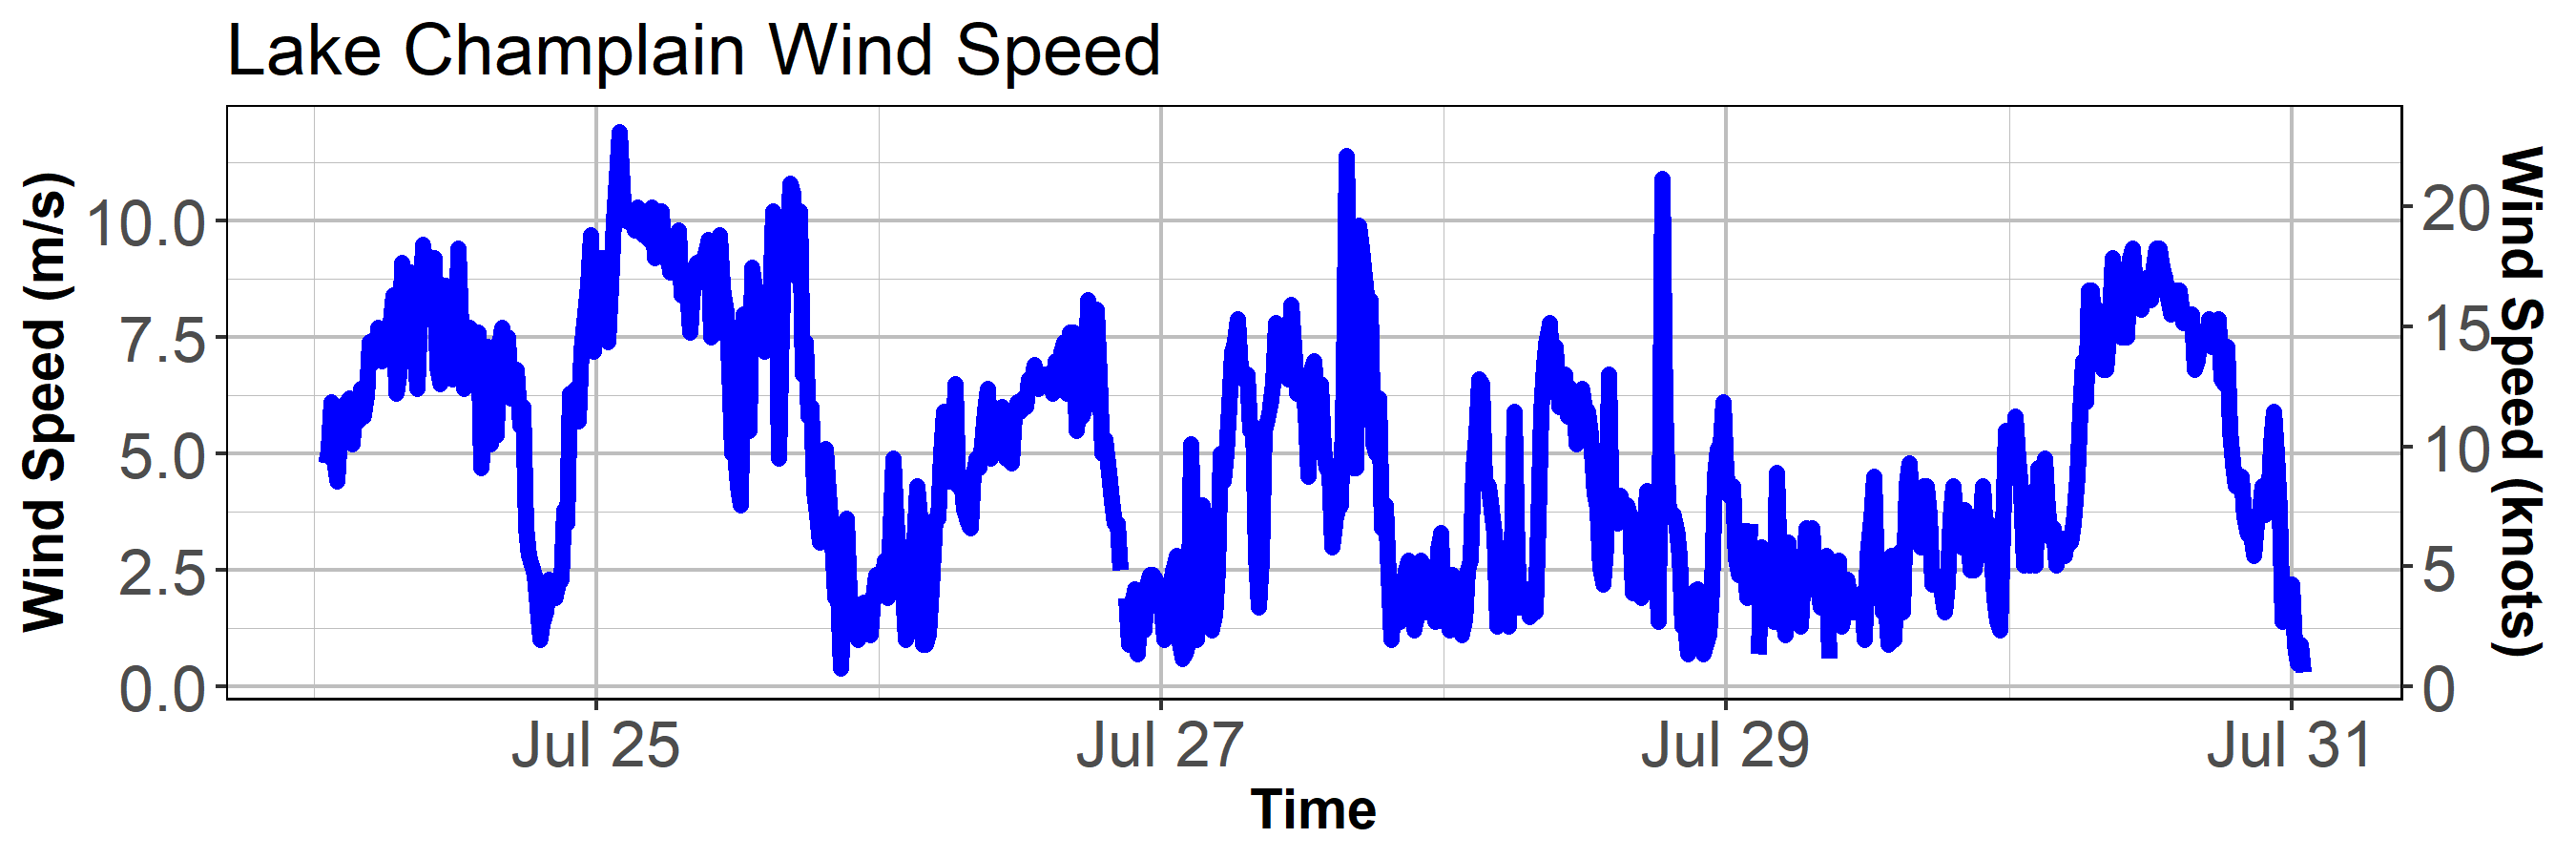 Lake Champlain Wind Speed
Wind Speed (m/s)
10.0
7.5
5.0
2.5
0.0
20
15
10
5
0
Wind Speed (knots)
Jul 25 Jul 27 Jul 29 Jul 31
Time